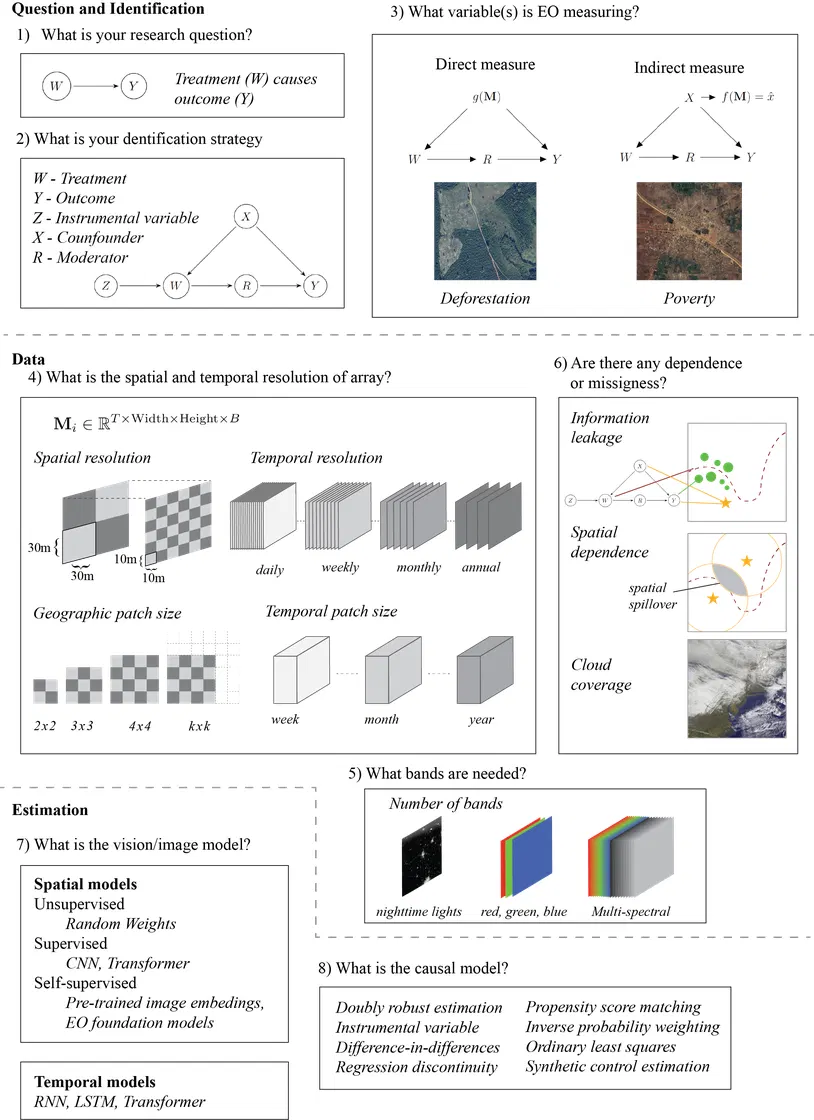 Question and Identification
1) What is your research question?
W
Y
Treatment (W) causes
outcome (Y)
2) What is your dentification strategy
W - Treatment
Y - Outcome
Z - Instrumental variable
X - Counfounder
R - Moderator
X
Z
W
R
Y
3) What variable(s) is EO measuring?
Direct measure
g(M)
W
R
Y
Deforestation
Indirect measure
X → f(M) = x̂
W
R
Y
Poverty
Data
4) What is the spatial and temporal resolution of array?
M_i ∈ ℝ^{T×Width×Height×B}
Spatial resolution
30m
30m
10m
10m
Temporal resolution
daily
weekly
monthly
annual
Geographic patch size
2x2
3x3
4x4
kxk
Temporal patch size
week
month
year
6) Are there any dependence
or missigness?
Information
leakage
X
Z
W
R
Y
Spatial
dependence
spatial
spillover
Cloud
coverage
5) What bands are needed?
Number of bands
nighttime lights
red, green, blue
Multi-spectral
Estimation
7) What is the vision/image model?
Spatial models
Unsupervised
Random Weights
Supervised
CNN, Transformer
Self-supervised
Pre-trained image embedings,
EO foundation models
Temporal models
RNN, LSTM, Transformer
8) What is the causal model?
Doubly robust estimation
Instrumental variable
Difference-in-differences
Regression discontinuity
Propensity score matching
Inverse probability weighting
Ordinary least squares
Synthetic control estimation